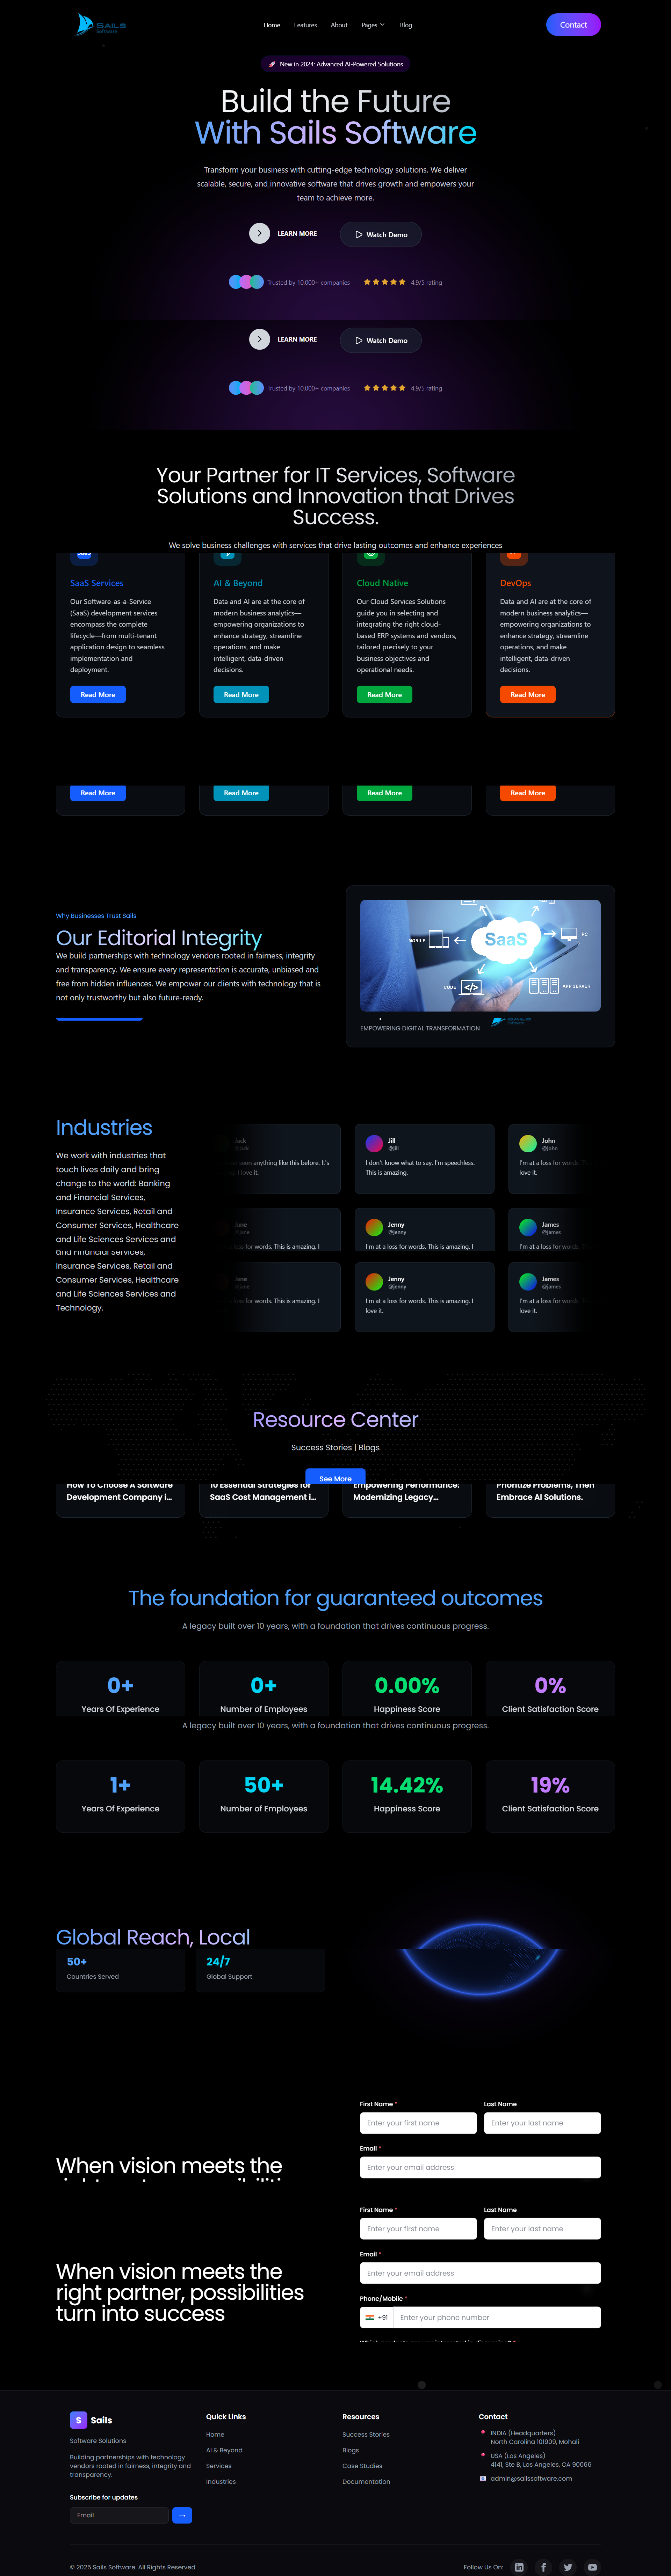 SAILS
Software
Home Features About Pages Blog
Contact
🚀 New in 2024: Advanced AI-Powered Solutions
Build the Future
With Sails Software
Transform your business with cutting-edge technology solutions. We deliver
scalable, secure, and innovative software that drives growth and empowers your
team to achieve more.
LEARN MORE Watch Demo
Trusted by 10,000+ companies 4.9/5 rating
LEARN MORE Watch Demo
Trusted by 10,000+ companies 4.9/5 rating
Your Partner for IT Services, Software
Solutions and Innovation that Drives
Success.
We solve business challenges with services that drive lasting outcomes and enhance experiences
SaaS Services
Our Software-as-a-Service
(SaaS) development services
encompass the complete
lifecycle—from multi-tenant
application design to seamless
implementation and
deployment.
Read More
AI & Beyond
Data and AI are at the core of
modern business analytics—
empowering organizations to
enhance strategy, streamline
operations, and make
intelligent, data-driven
decisions.
Read More
Cloud Native
Our Cloud Services Solutions
guide you in selecting and
integrating the right cloud-
based ERP systems and vendors,
tailored precisely to your
business objectives and
operational needs.
Read More
DevOps
Data and AI are at the core of
modern business analytics—
empowering organizations to
enhance strategy, streamline
operations, and make
intelligent, data-driven
decisions.
Read More
Read More Read More Read More Read More
Why Businesses Trust Sails
Our Editorial Integrity
We build partnerships with technology vendors rooted in fairness, integrity
and transparency. We ensure every representation is accurate, unbiased and
free from hidden influences. We empower our clients with technology that is
not only trustworthy but also future-ready.
MOBILE
SaaS
PC
CODE
APP SERVER
EMPOWERING DIGITAL TRANSFORMATION
SAILS
Software
Industries
We work with industries that
touch lives daily and bring
change to the world: Banking
and Financial Services,
Insurance Services, Retail and
Consumer Services, Healthcare
and Life Sciences Services and
and Financial Services,
Insurance Services, Retail and
Consumer Services, Healthcare
and Life Sciences Services and
Technology.
Jack
@jack
seen anything like this before. It's
I love it.
Jill
@jill
I don't know what to say. I'm speechless.
This is amazing.
John
@john
I'm at a loss for words.
love it.
Jane
@jane
loss for words. This is amazing. I
Jenny
@jenny
I'm at a loss for words. This is amazing. I
James
@james
I'm at a loss for words.
Jane
@jane
loss for words. This is amazing. I
Jenny
@jenny
I'm at a loss for words. This is amazing. I
love it.
James
@james
I'm at a loss for words.
love it.
Resource Center
Success Stories | Blogs
See More
How To Choose A Software
Development Company i...
10 Essential Strategies for
SaaS Cost Management i...
Empowering Performance:
Modernizing Legacy...
Prioritize Problems, Then
Embrace AI Solutions.
The foundation for guaranteed outcomes
A legacy built over 10 years, with a foundation that drives continuous progress.
0+
Years Of Experience
0+
Number of Employees
0.00%
Happiness Score
0%
Client Satisfaction Score
A legacy built over 10 years, with a foundation that drives continuous progress.
1+
Years Of Experience
50+
Number of Employees
14.42%
Happiness Score
19%
Client Satisfaction Score
Global Reach, Local
50+
Countries Served
24/7
Global Support
When vision meets the
First Name *
Enter your first name
Last Name
Enter your last name
Email *
Enter your email address
When vision meets the
right partner, possibilities
turn into success
First Name *
Enter your first name
Last Name
Enter your last name
Email *
Enter your email address
Phone/Mobile *
+91 Enter your phone number
Which products are you interested in discussing? *
S Sails
Software Solutions
Building partnerships with technology
vendors rooted in fairness, integrity and
transparency.
Subscribe for updates
Email →
Quick Links
Home
AI & Beyond
Services
Industries
Resources
Success Stories
Blogs
Case Studies
Documentation
Contact
📍 INDIA (Headquarters)
North Carolina 101909, Mohali
📍 USA (Los Angeles)
4141, Ste B, Los Angeles, CA 90066
📧 admin@sailssoftware.com
© 2025 Sails Software. All Rights Reserved
Follow Us On: